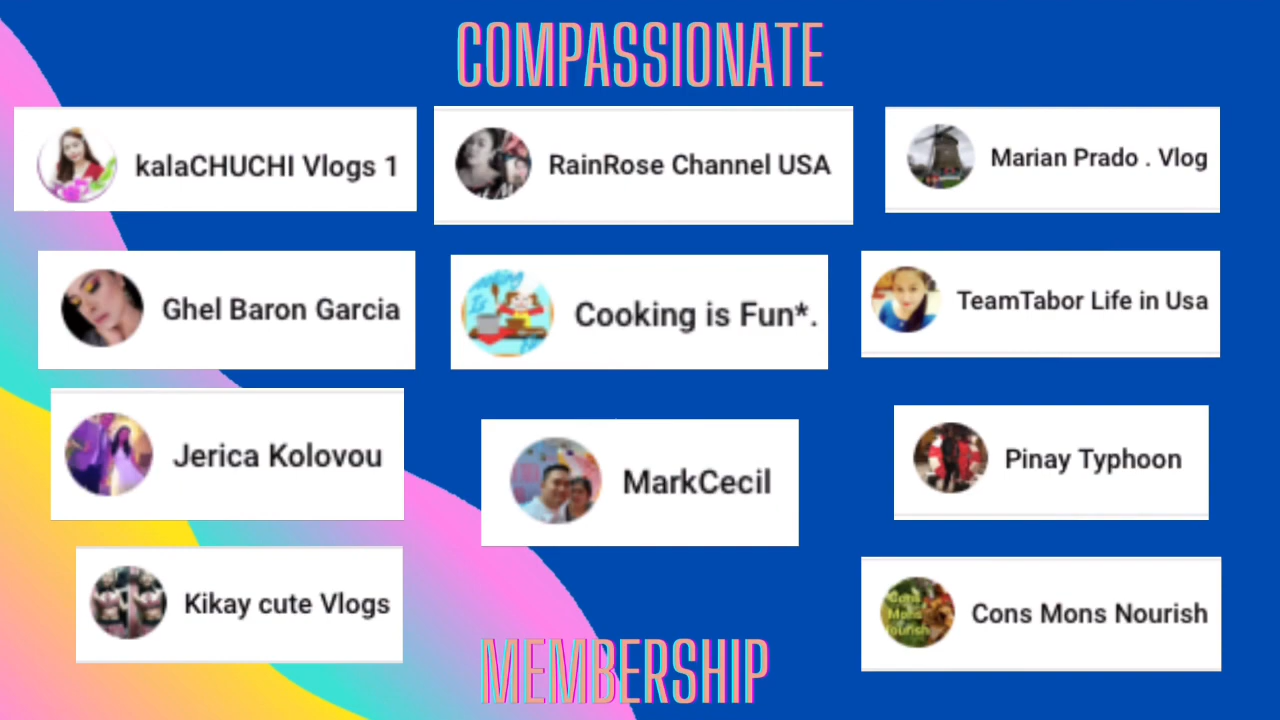 COMPASSIONATE
kalaCHUCHI Vlogs 1
RainRose Channel USA
Marian Prado . Vlog
Ghel Baron Garcia
Cooking is Fun*.
TeamTabor Life in Usa
Jerica Kolovou
MarkCecil
Pinay Typhoon
Kikay cute Vlogs
Cons Mons Nourish
MEMBERSHIP